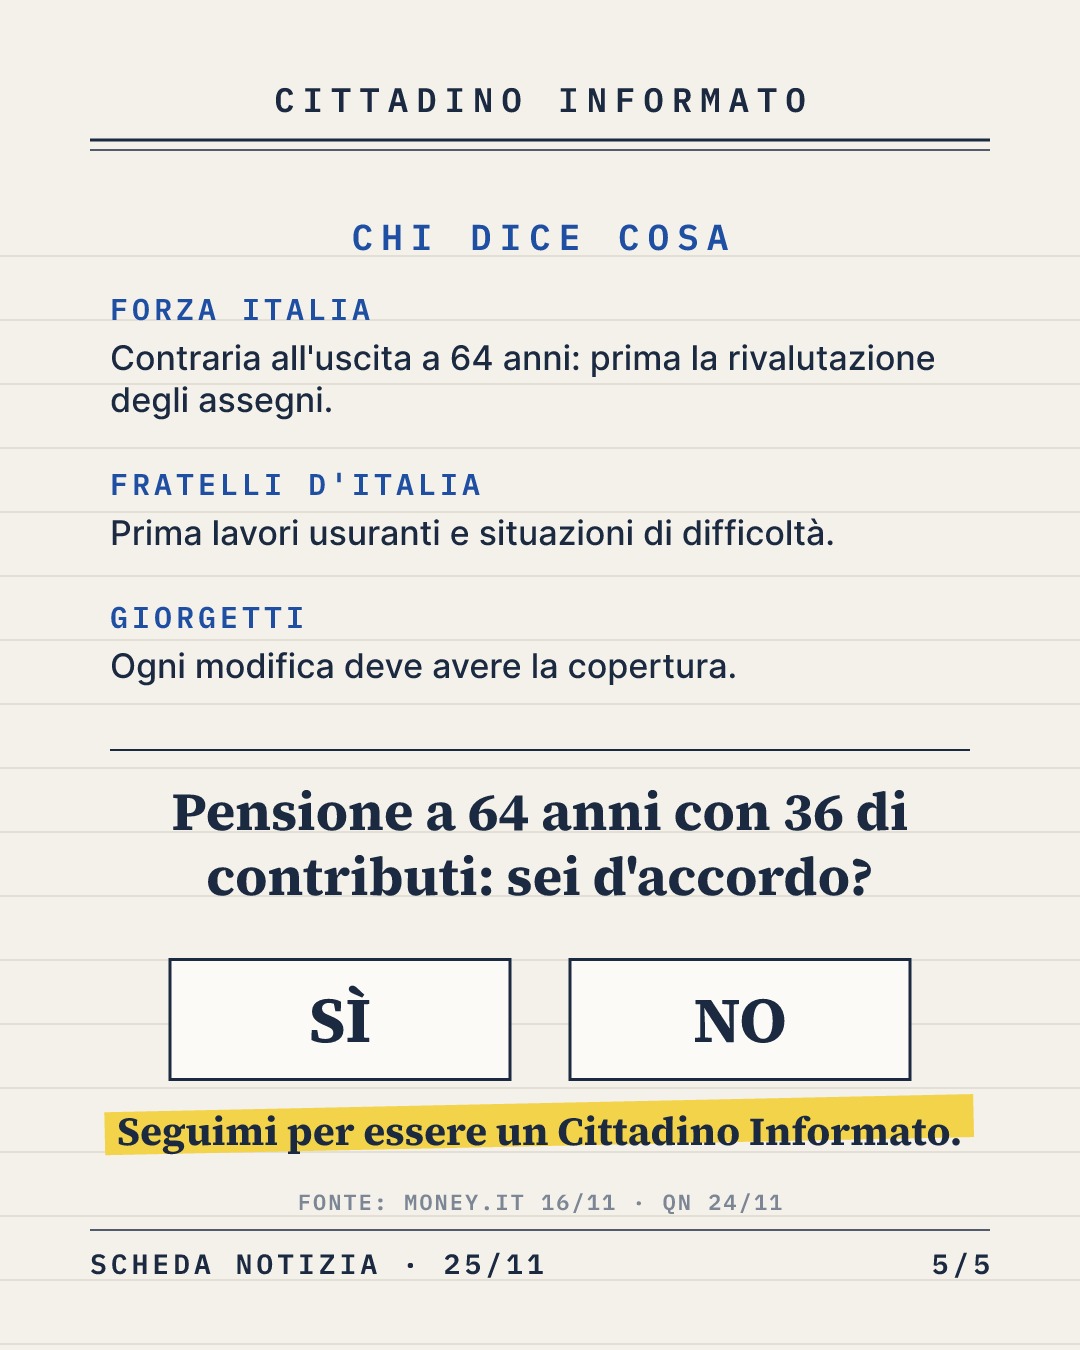 CITTADINO INFORMATO
CHI DICE COSA
FORZA ITALIA
Contraria all'uscita a 64 anni: prima la rivalutazione
degli assegni.
FRATELLI D'ITALIA
Prima lavori usuranti e situazioni di difficoltà.
GIORGETTI
Ogni modifica deve avere la copertura.
Pensione a 64 anni con 36 di
contributi: sei d'accordo?
SÌ NO
Seguimi per essere un Cittadino Informato.
FONTE: MONEY.IT 16/11 · QN 24/11
SCHEDA NOTIZIA · 25/11 5/5